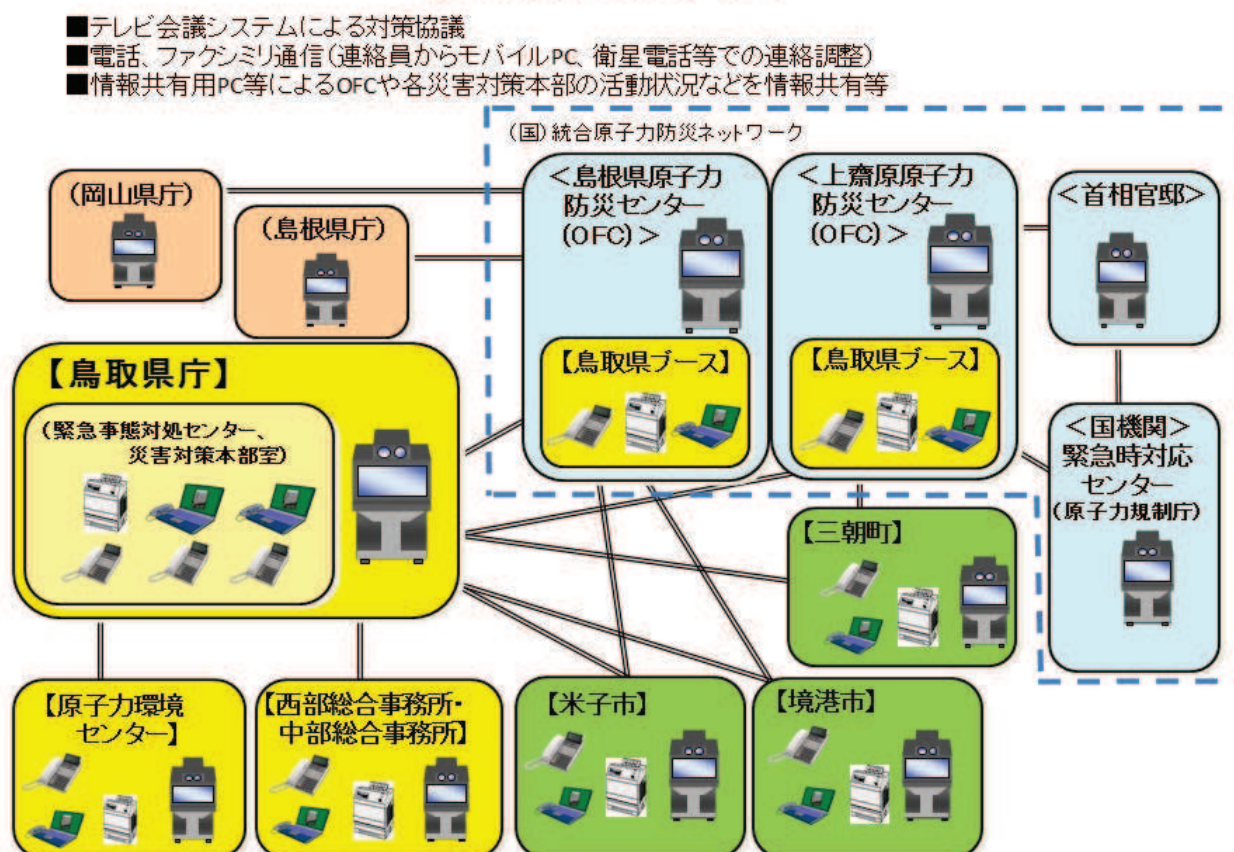 ■テレビ会議システムによる対策協議
■電話、ファクシミリ通信(連絡員からモバイルPC、衛星電話等での連絡調整)
■情報共有用PC等によるOFCや各災害対策本部の活動状況などを情報共有等
(国)統合原子力防災ネットワーク
(岡山県庁)
(島根県庁)
<島根県原子力
防災センター
(OFC)>
<上齋原原子力
防災センター
(OFC)>
<首相官邸>
【鳥取県庁】
(緊急事態対処センター、
災害対策本部室)
【鳥取県ブース】
【鳥取県ブース】
<国機関>
緊急時対応
センター
(原子力規制庁)
【三朝町】
【原子力環境
センター】
【西部総合事務所・
中部総合事務所】
【米子市】
【境港市】